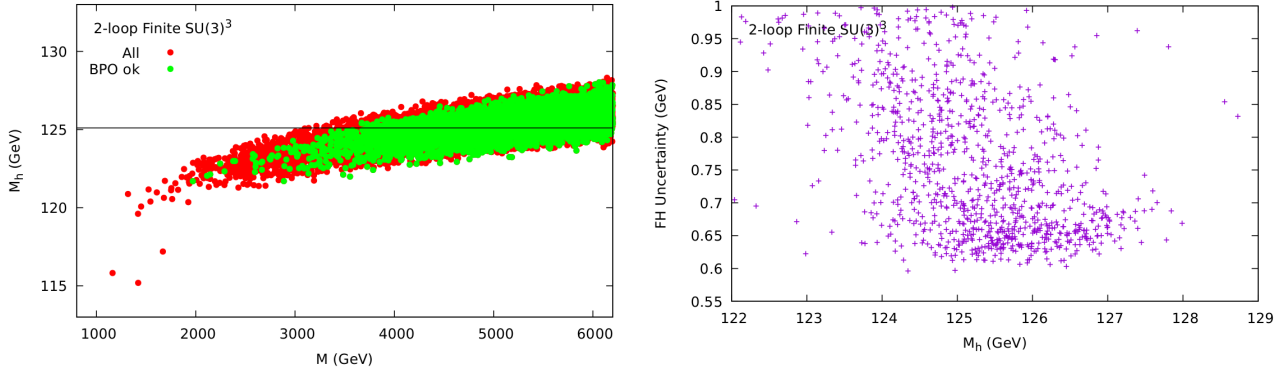 2-loop Finite SU(3)³
All
BPO ok
M_h (GeV)
130
125
120
115
1000 2000 3000 4000 5000 6000
M (GeV)
2-loop Finite SU(3)³
FH Uncertainty (GeV)
1
0.95
0.9
0.85
0.8
0.75
0.7
0.65
0.6
0.55
122 123 124 125 126 127 128 129
M_h (GeV)